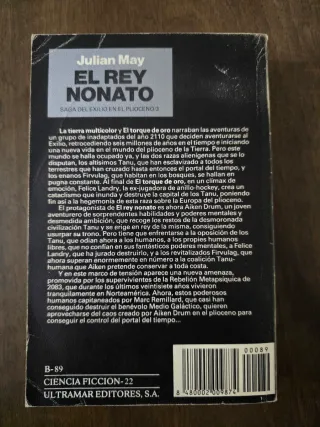 Julian May
EL REY
NONATO
SAGA DEL EXILIO EN EL PLIOCENO/3
La tierra multicolor y El torque de oro narraban las aventuras de
un grupo de inadaptados del año 2110 que deciden aventurarse al
Exilio, retrocediendo seis millones de años en el tiempo e iniciando
una nueva vida en el mundo del plioceno de la Tierra. Pero este
mundo se halla ocupado ya, y las dos razas alienígenas que se lo
disputan, los altísimos Tanu, que han esclavizado a todos los
terrestres que han cruzado hasta entonces el portal del tiempo, y
los enanos Firvulag, que habitan en los bosques, se hallan en
pugna constante. Al final de El torque de oro, en un clímax de
emoción, Felice Landry, la ex-jugadora de anillo-hockey, crea un
cataclismo que inunda y destruye la capital de los Tanu, poniendo
fin así a la hegemonía de esta raza sobre la Europa del plioceno.
El protagonista de El rey nonato es ahora Aiken Drum, un joven
aventurero de sorprendentes habilidades y poderes mentales y
desmedida ambición, que recoge los restos de la desmoronada
civilización Tanu y se erige en rey de la misma, consiguiendo
usurpar su trono. Pero tiene que enfrentarse a la oposición de los
Tanu, que odian ahora a los humanos, a los propios humanos
libres, que no confían en sus fantásticos poderes mentales, a Felice
Landry, que ha jurado destruirlo, y a los revitalizados Firvulag, que
ahora superan enormemente en número a la coalición Tanu-
humana que Aiken pretende conservar a toda costa.
Y en este marco de tensión aparece una nueva amenaza,
promovida por los supervivientes de la Rebelión Metapsíquica de
2083, que durante los últimos veintisiete años vivieron
tranquilamente en Norteamérica. Ahora, estos poderosos
humanos capitaneados por Marc Remillard, que casi han
conseguido destruir el benévolo Medio Galáctico, quieren
aprovecharse del caos creado por Aiken Drum en el plioceno para
conseguir el control del portal del tiempo...
B-89
CIENCIA FICCION-22
ULTRAMAR EDITORES, S.A.
00089
8 480002 009874